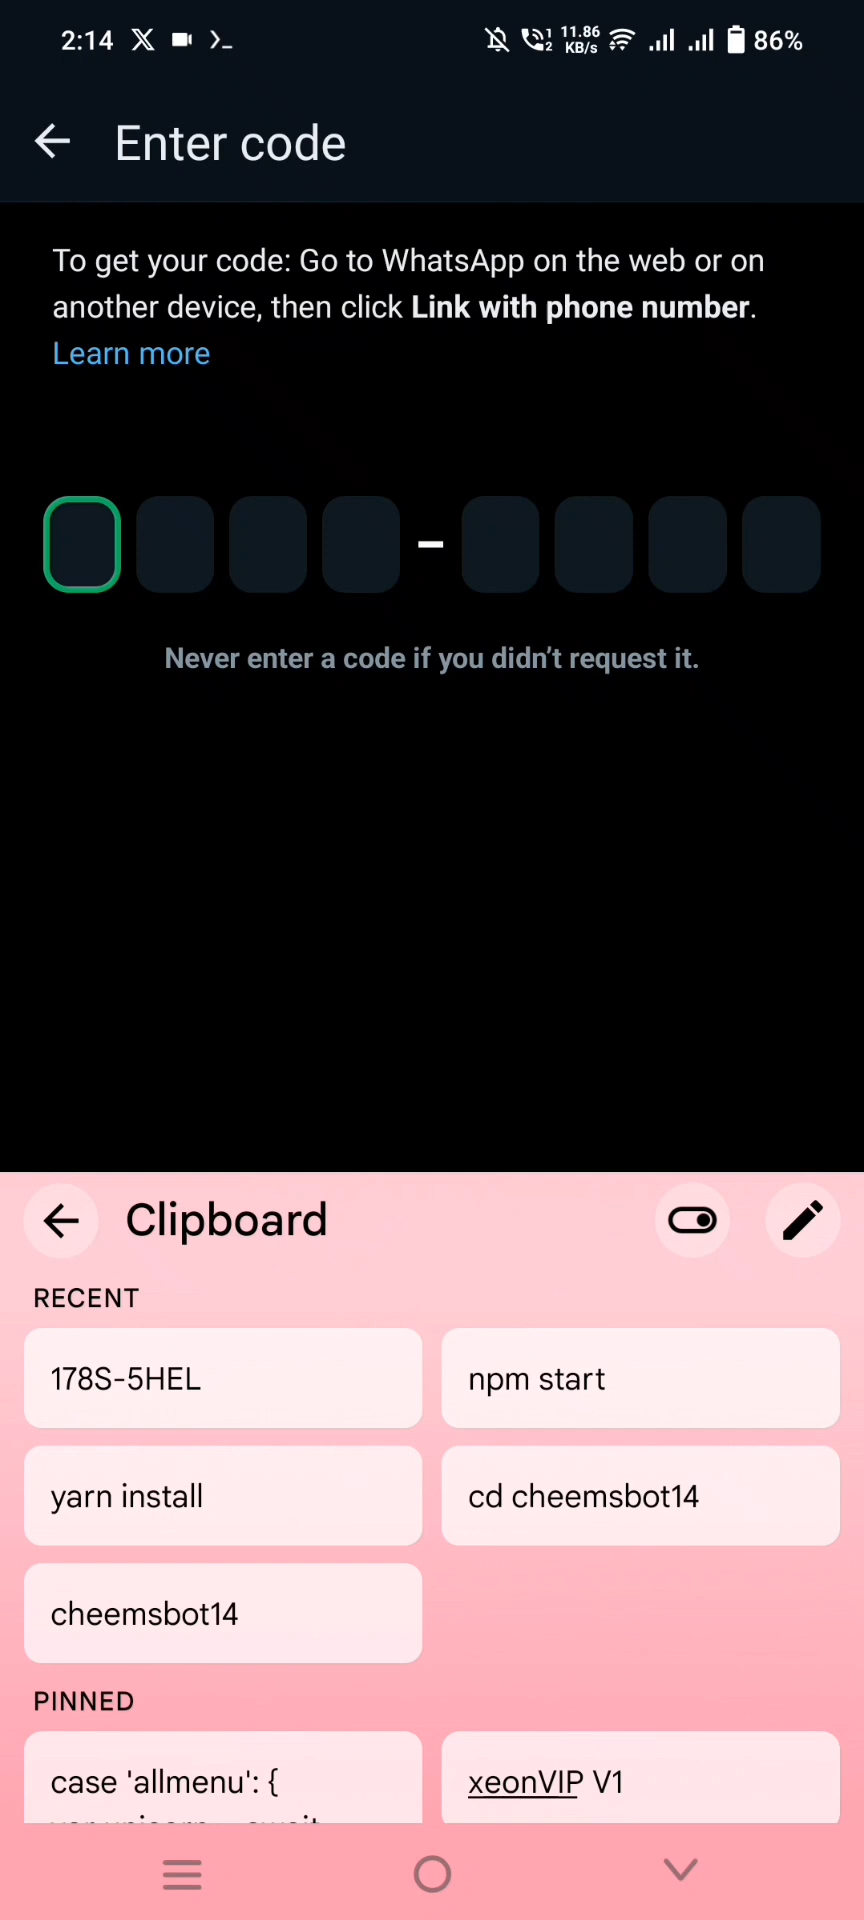 2:14
11.86
KB/s
86%
Enter code
To get your code: Go to WhatsApp on the web or on
another device, then click Link with phone number.
Learn more
–
Never enter a code if you didn’t request it.
Clipboard
RECENT
178S-5HEL
npm start
yarn install
cd cheemsbot14
cheemsbot14
PINNED
case 'allmenu': {
xeonVIP V1